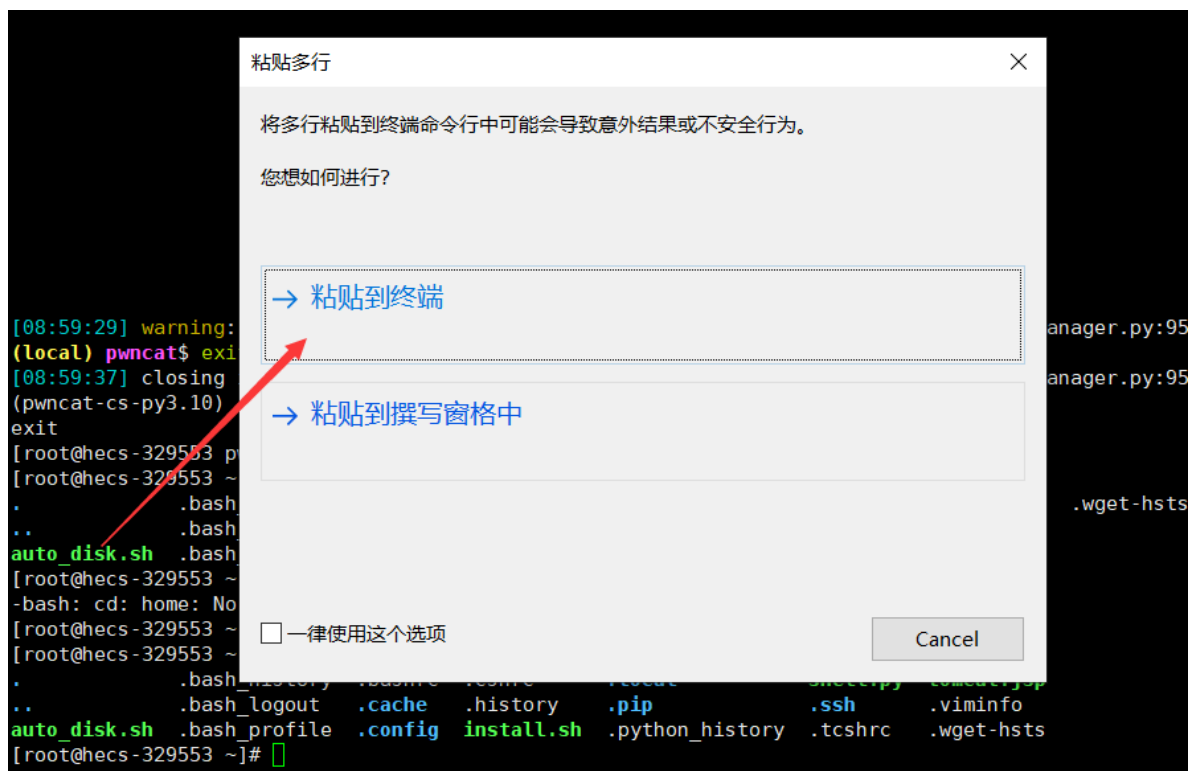 粘贴多行
将多行粘贴到终端命令行中可能会导致意外结果或不安全行为。
您想如何进行?
→ 粘贴到终端
→ 粘贴到撰写窗格中
一律使用这个选项
Cancel
[08:59:29] warning: anager.py:95
(local) pwncat$ exi
[08:59:37] closing anager.py:95
(pwncat-cs-py3.10)
exit
[root@hecs-329553 p
[root@hecs-329553 ~
. .bash_ .wget-hsts
.. .bash
auto_disk.sh .bash_
[root@hecs-329553 ~
-bash: cd: home: No
[root@hecs-329553 ~
[root@hecs-329553 ~
. .bash_history .bashrc .cshrc .local shell.py tomcat.jsp
.. .bash_logout .cache .history .pip .ssh .viminfo
auto_disk.sh .bash_profile .config install.sh .python_history .tcshrc .wget-hsts
[root@hecs-329553 ~]#